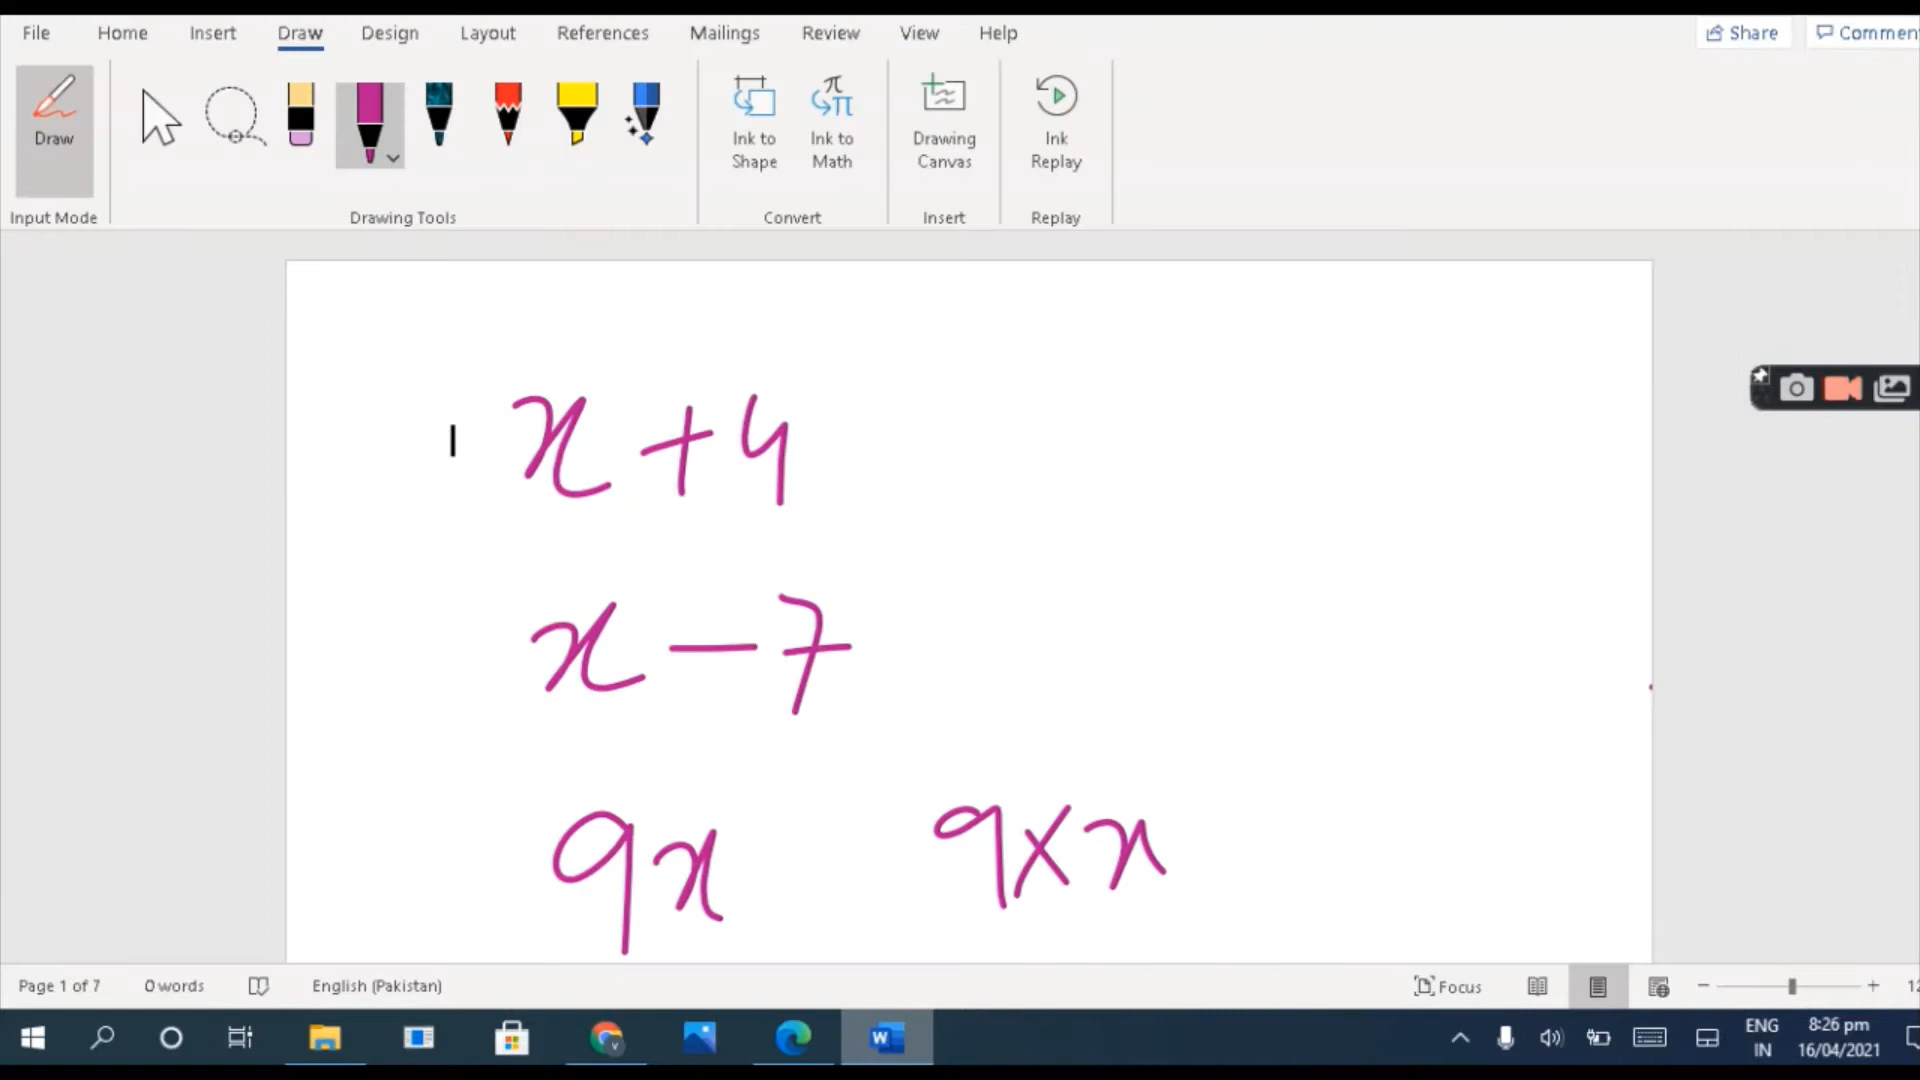 File Home Insert Draw Design Layout References Mailings Review View Help Share Commen
Draw
Ink to Shape
Ink to Math
Drawing Canvas
Ink Replay
Input Mode Drawing Tools Convert Insert Replay
x + 4
x - 7
9x 9 × x
Page 1 of 7 0 words English (Pakistan) Focus
ENG 8:26 pm
IN 16/04/2021